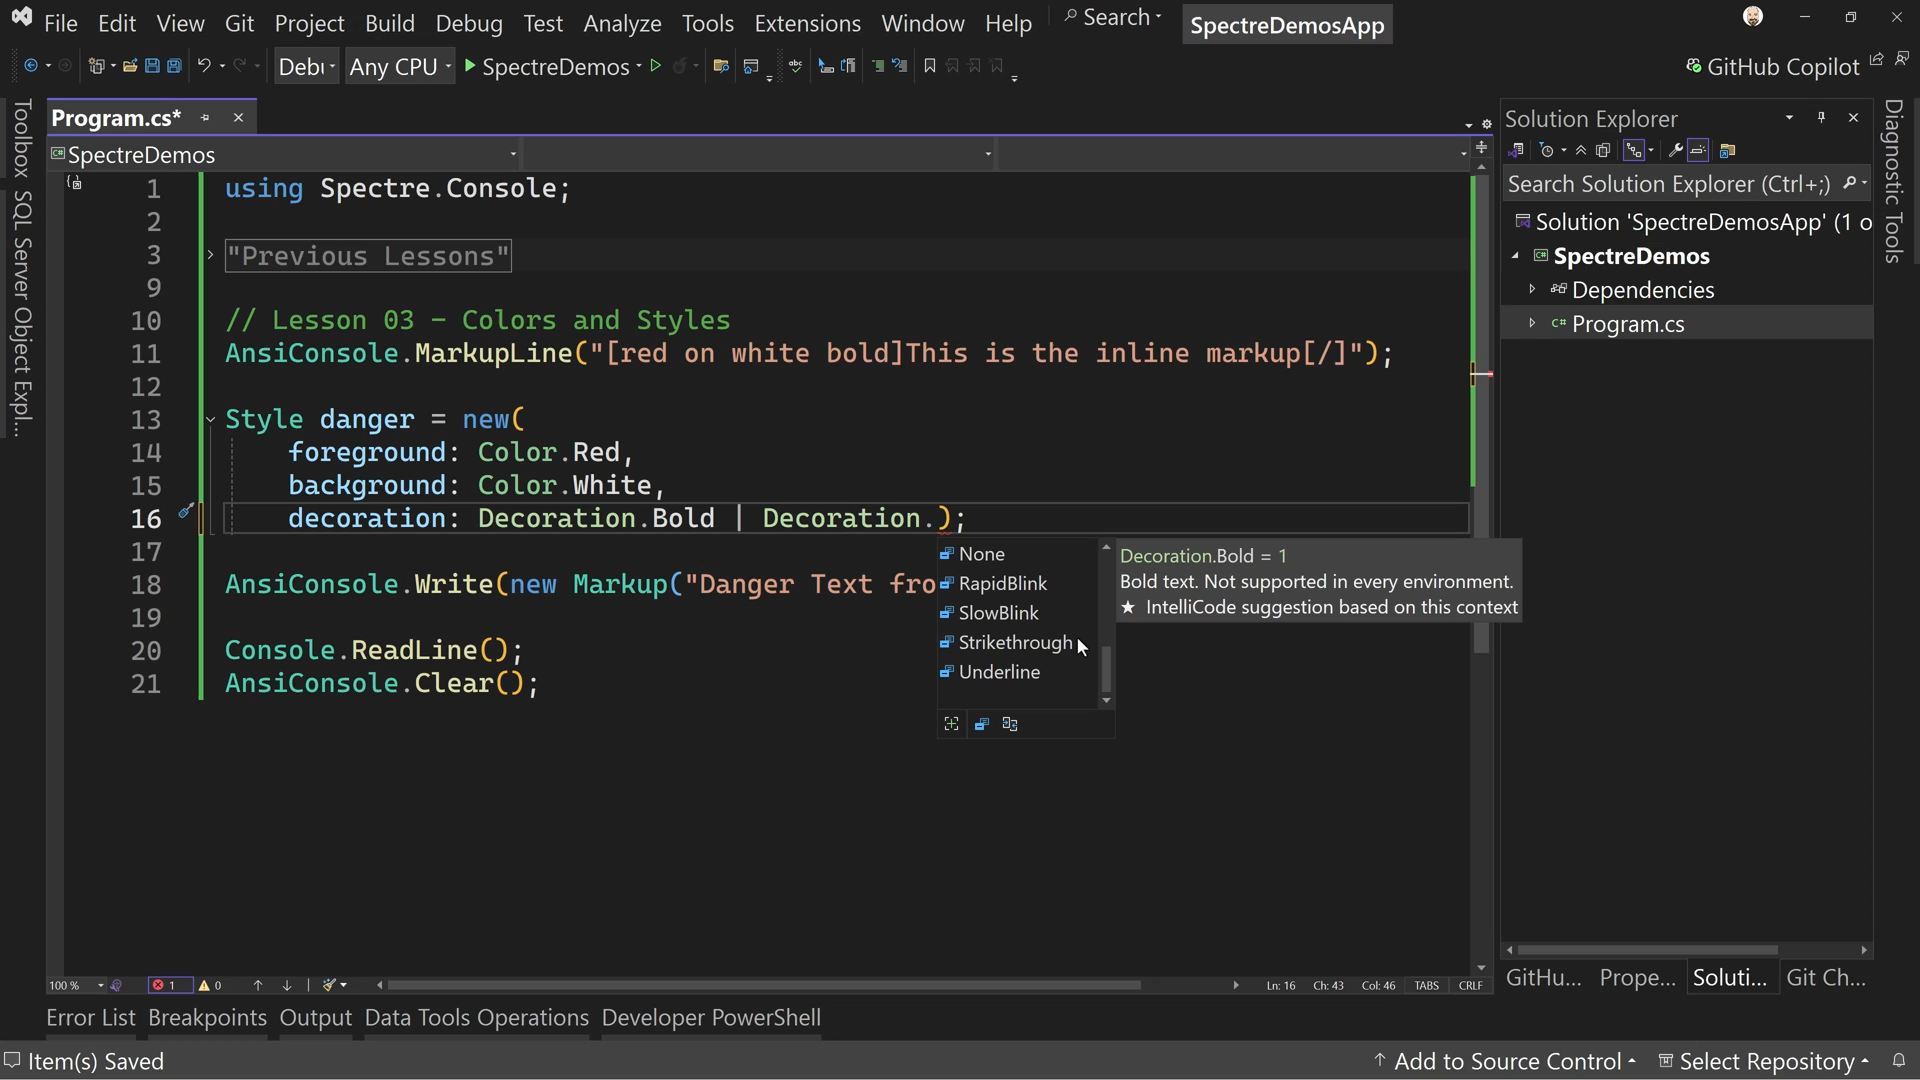 File Edit View Git Project Build Debug Test Analyze Tools Extensions Window Help Search SpectreDemosApp
Any CPU SpectreDemos GitHub Copilot
Program.cs*
SpectreDemos
1 using Spectre.Console;
2
3 "Previous Lessons"
9
10 // Lesson 03 - Colors and Styles
11 AnsiConsole.MarkupLine("[red on white bold]This is the inline markup[/]");
12
13 Style danger = new(
14 foreground: Color.Red,
15 background: Color.White,
16 decoration: Decoration.Bold | Decoration.);
17
18 AnsiConsole.Write(new Markup("Danger Text fro
19
20 Console.ReadLine();
21 AnsiConsole.Clear();
None
RapidBlink
SlowBlink
Strikethrough
Underline
Decoration.Bold = 1
Bold text. Not supported in every environment.
★ IntelliCode suggestion based on this context
Toolbox
SQL Server Object Expl...
Solution Explorer
Search Solution Explorer (Ctrl+;)
Solution 'SpectreDemosApp' (1 o
SpectreDemos
Dependencies
C# Program.cs
Diagnostic Tools
GitHu... Prope... Soluti... Git Ch...
100 % 1 0 Ln: 16 Ch: 43 Col: 46 TABS CRLF
Error List Breakpoints Output Data Tools Operations Developer PowerShell
Item(s) Saved Add to Source Control Select Repository